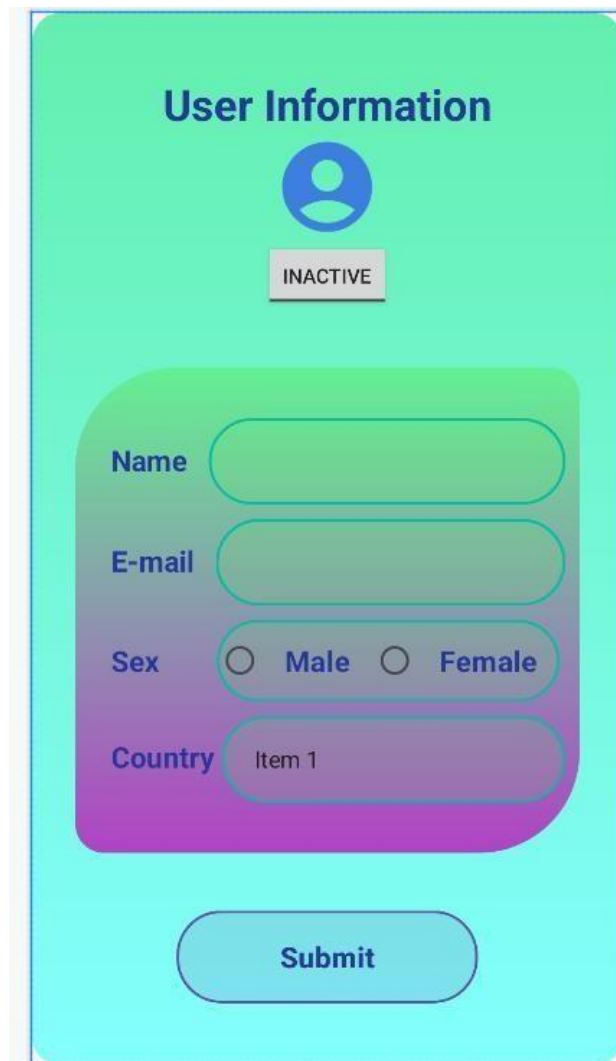 User Information
INACTIVE
Name
E-mail
Sex Male Female
Country Item 1
Submit